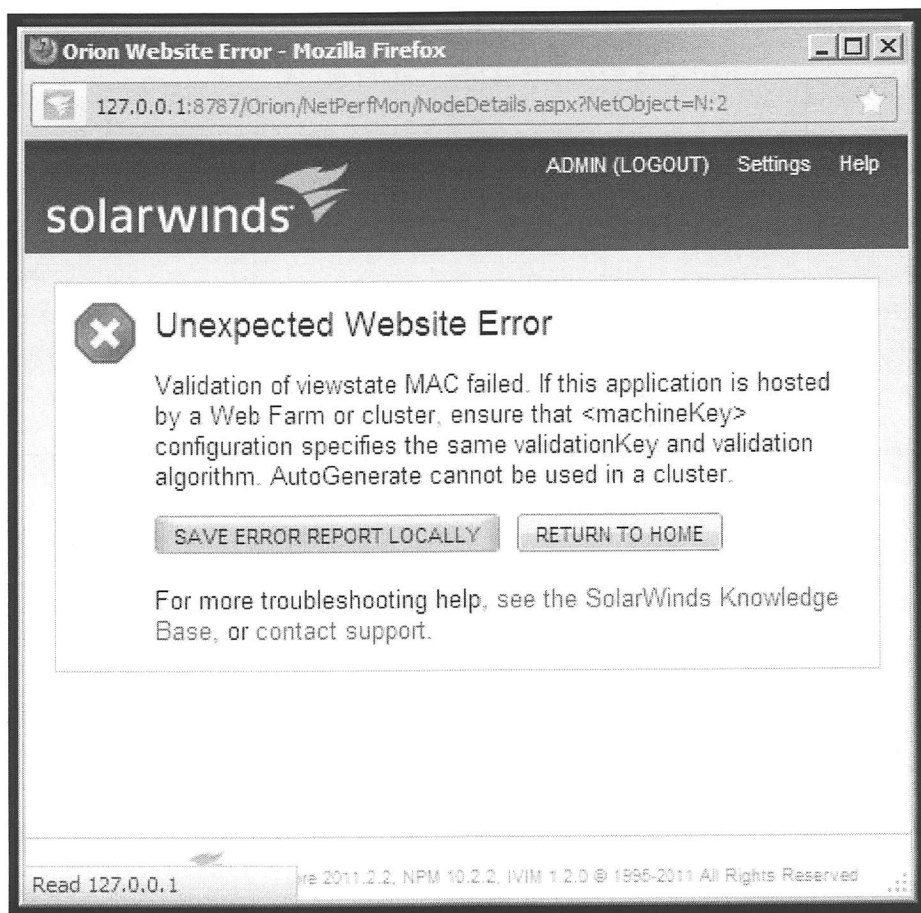 Orion Website Error - Mozilla Firefox
127.0.0.1:8787/Orion/NetPerfMon/NodeDetails.aspx?NetObject=N:2
ADMIN (LOGOUT) Settings Help
solarwinds
Unexpected Website Error
Validation of viewstate MAC failed. If this application is hosted
by a Web Farm or cluster, ensure that <machineKey>
configuration specifies the same validationKey and validation
algorithm. AutoGenerate cannot be used in a cluster.
SAVE ERROR REPORT LOCALLY RETURN TO HOME
For more troubleshooting help, see the SolarWinds Knowledge
Base, or contact support.
Read 127.0.0.1
re 2011.2.2, NPM 10.2.2, IVIM 1.2.0 © 1995-2011 All Rights Reserved